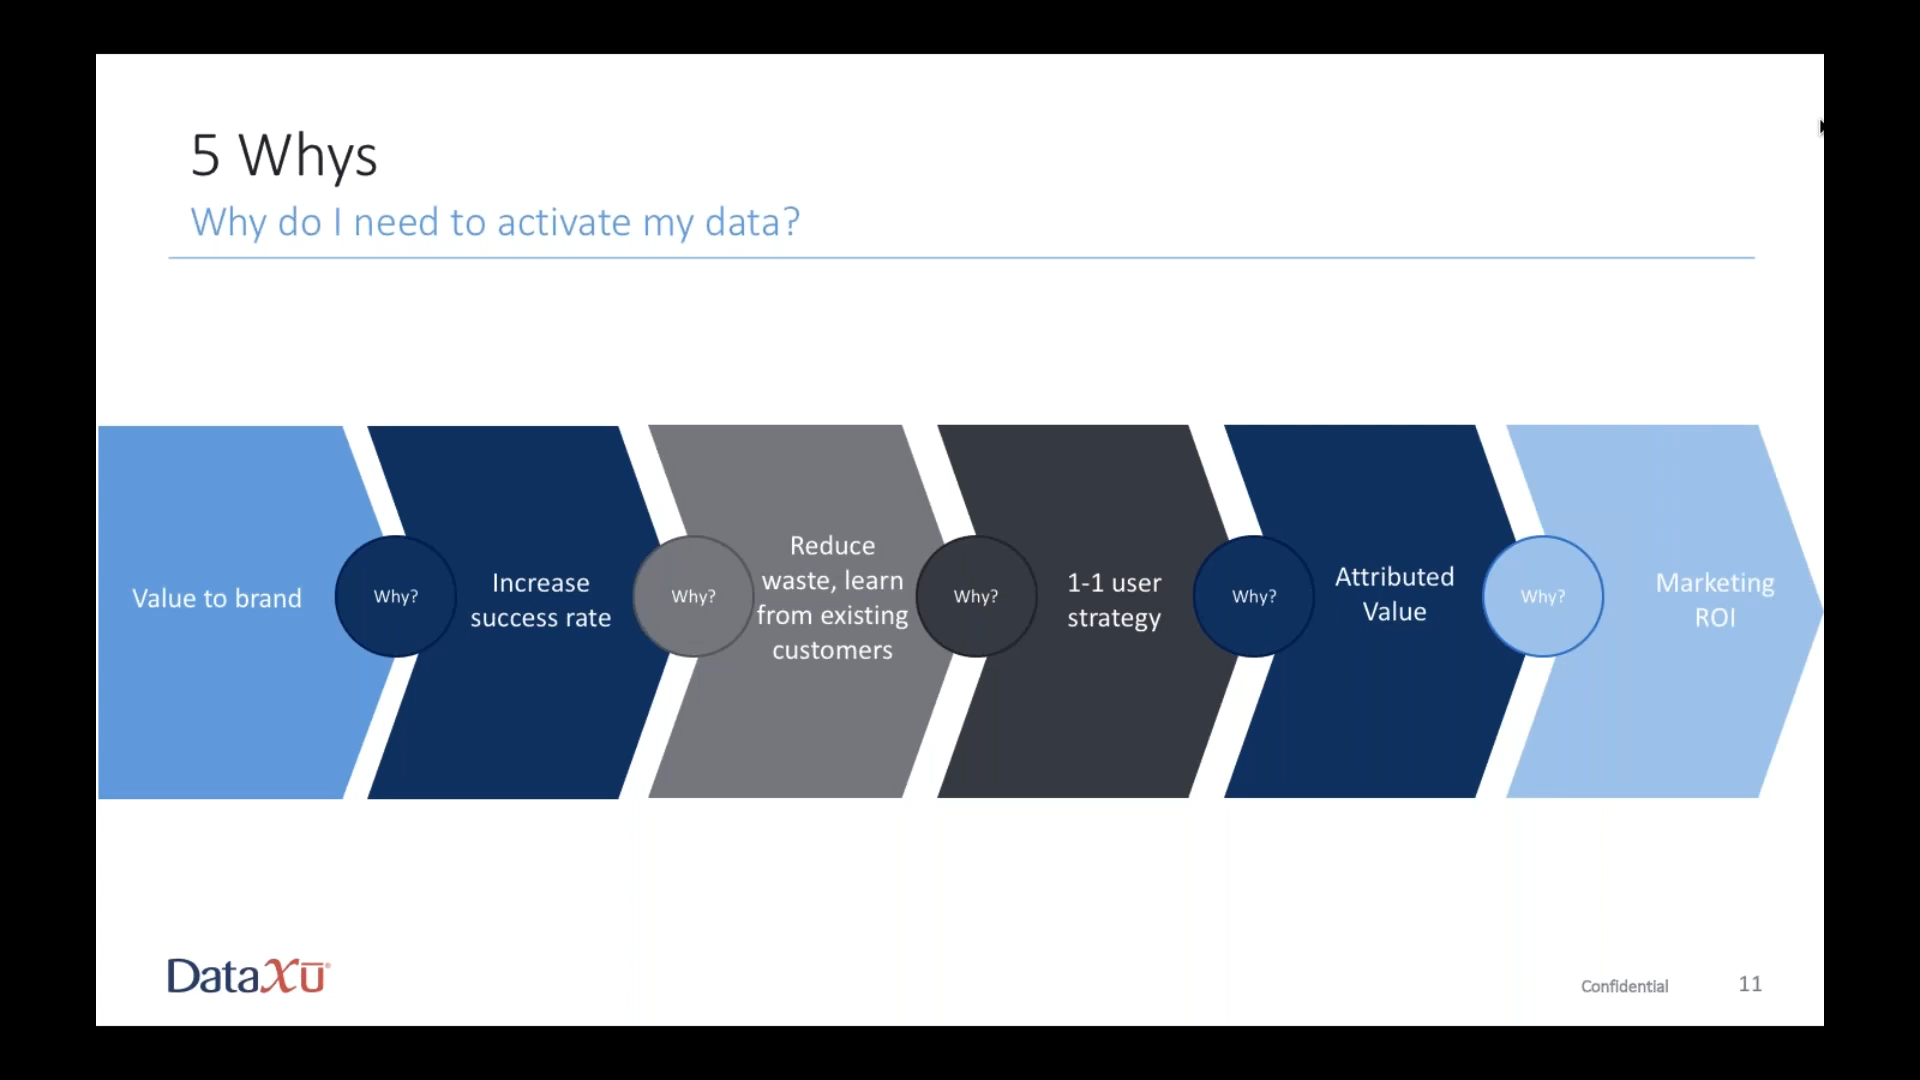 5 Whys
Why do I need to activate my data?
Value to brand
Why?
Increase
success rate
Why?
Reduce
waste, learn
from existing
customers
Why?
1-1 user
strategy
Why?
Attributed
Value
Why?
Marketing
ROI
DataXū®
Confidential
11